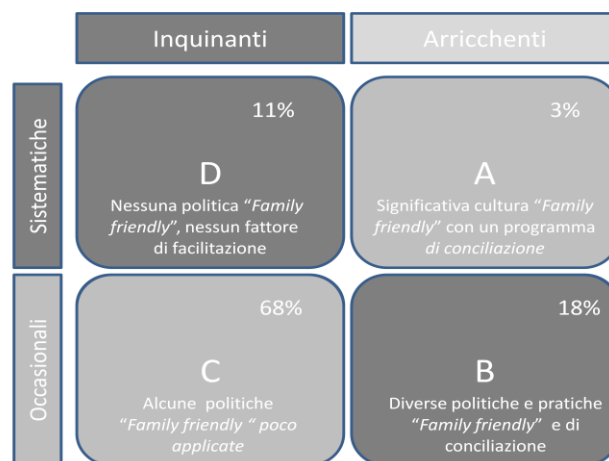 Inquinanti
Arricchenti
Sistematiche
11%
D
Nessuna politica “Family
friendly”, nessun fattore
di facilitazione
3%
A
Significativa cultura “Family
friendly” con un programma
di conciliazione
Occasionali
68%
C
Alcune politiche
“Family friendly “ poco
applicate
18%
B
Diverse politiche e pratiche
“Family friendly” e di
conciliazione